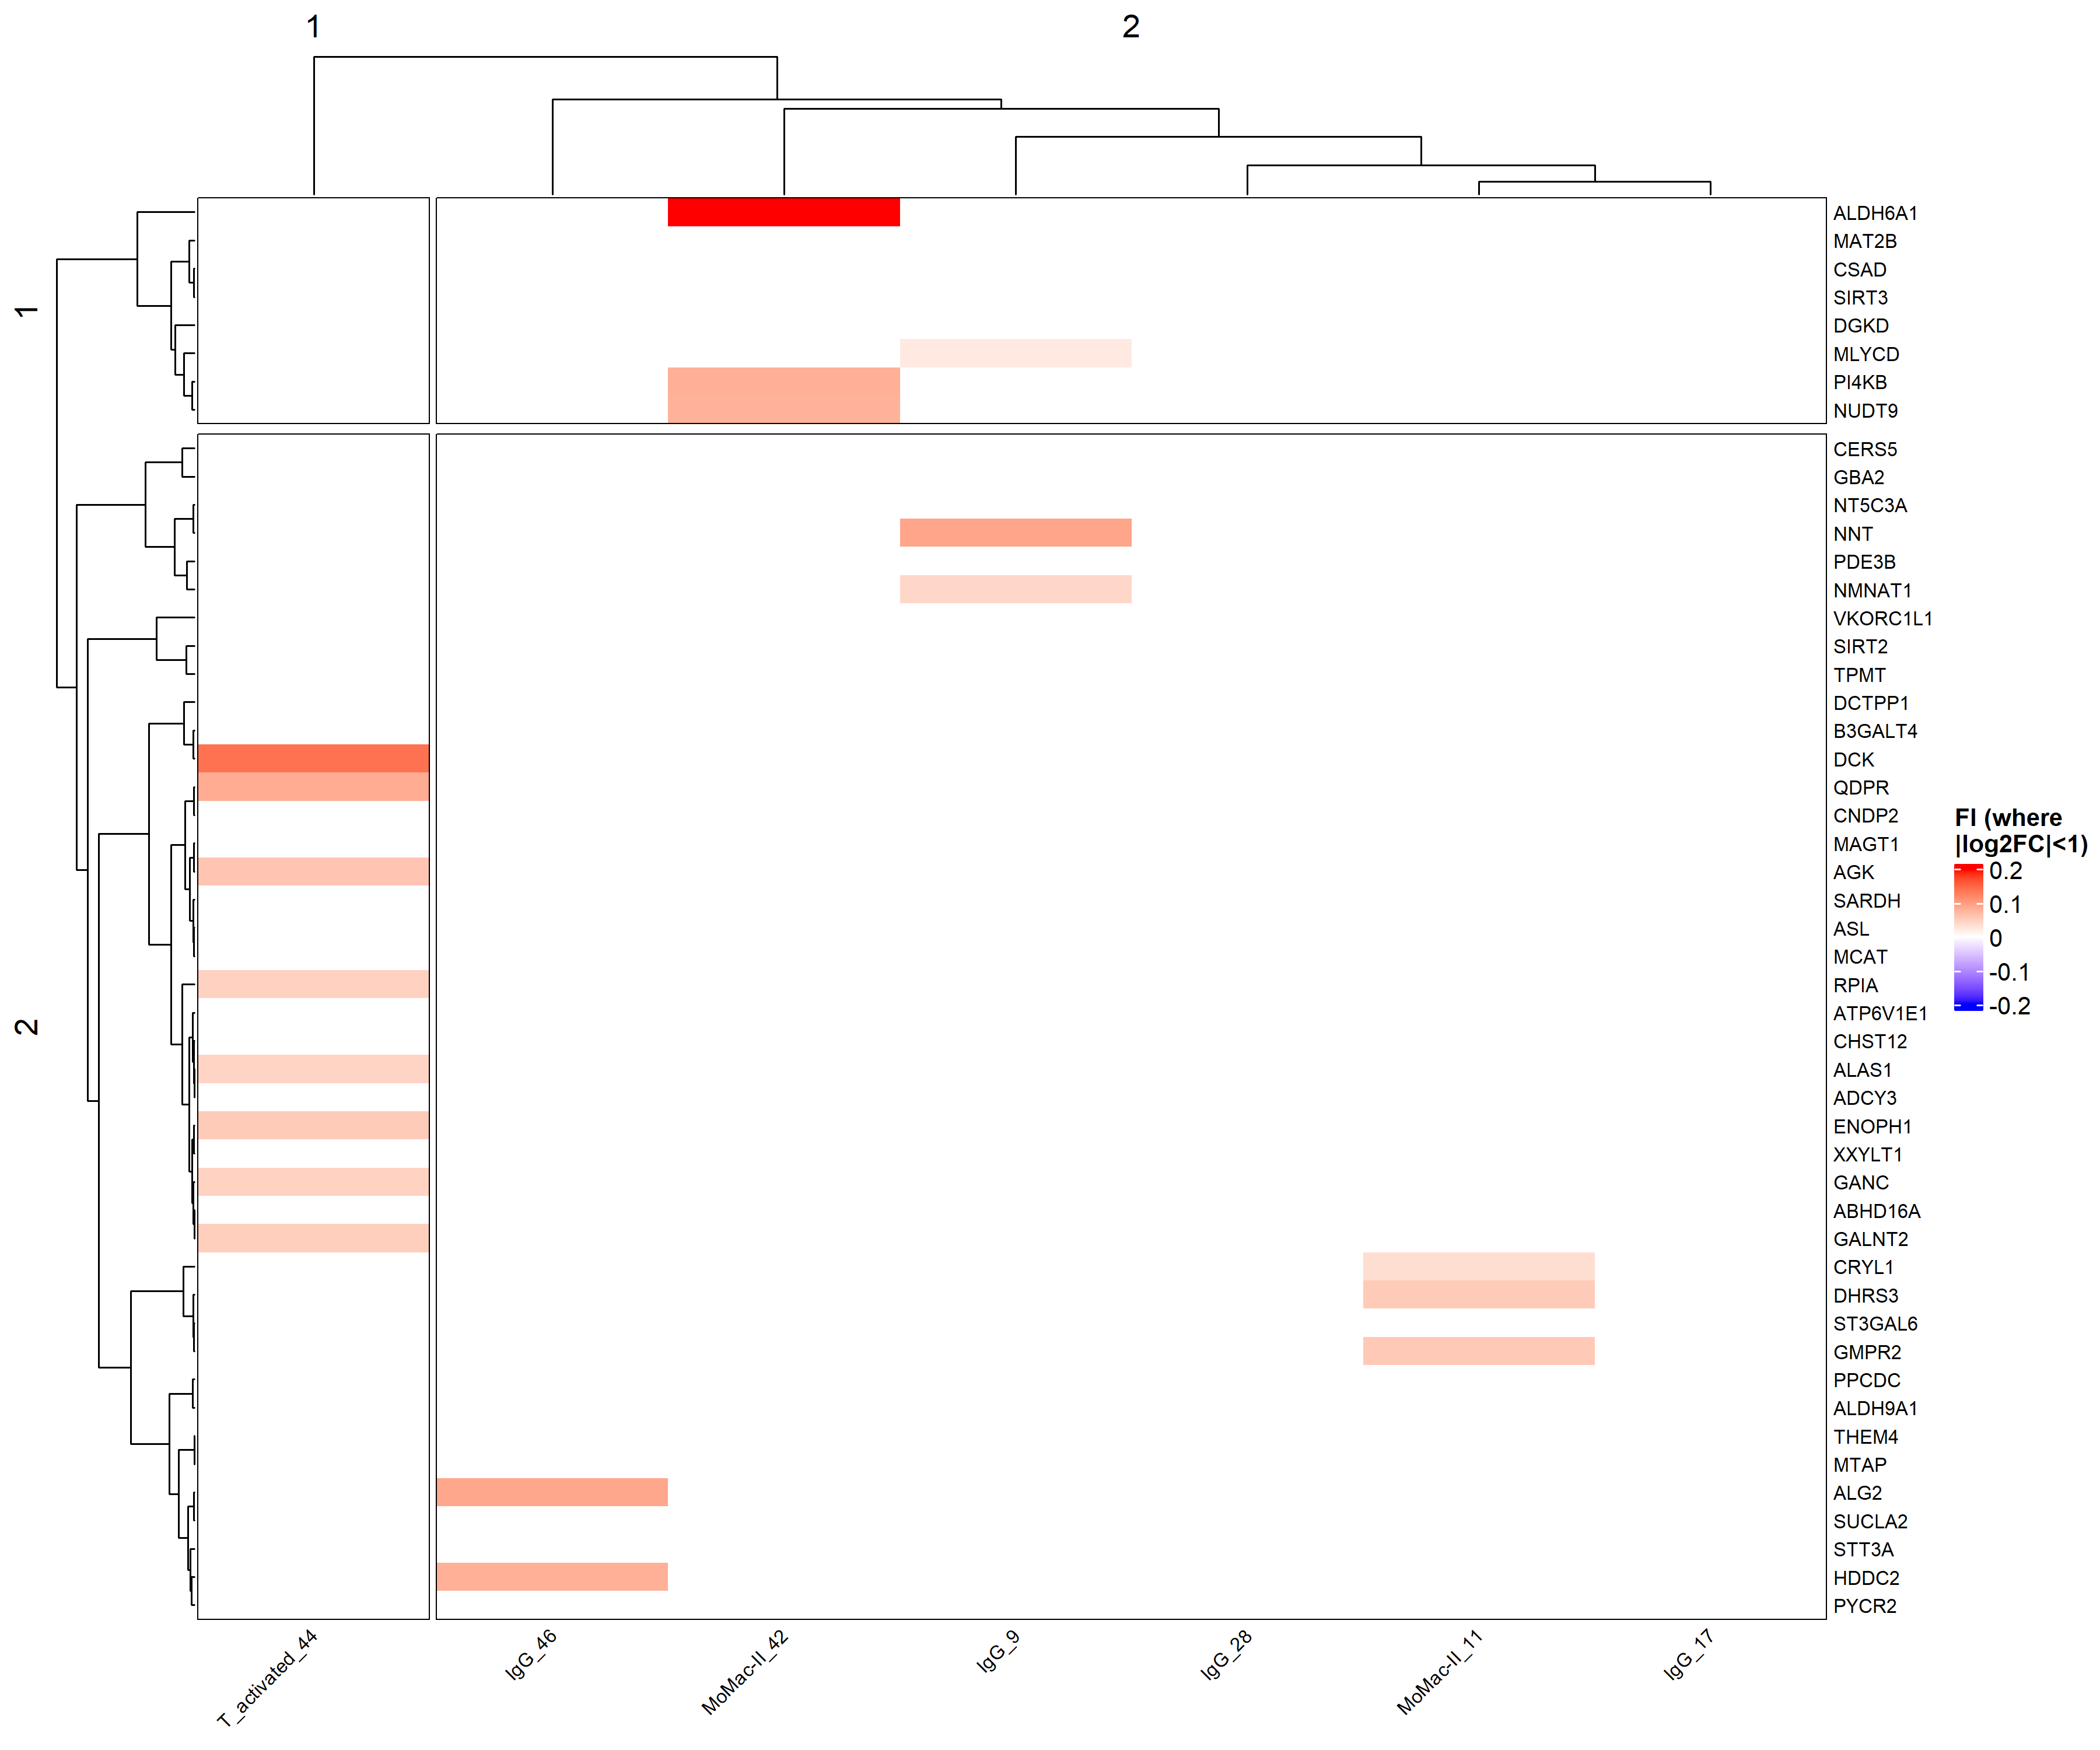 1
2
1
2
ALDH6A1
MAT2B
CSAD
SIRT3
DGKD
MLYCD
PI4KB
NUDT9
CERS5
GBA2
NT5C3A
NNT
PDE3B
NMNAT1
VKORC1L1
SIRT2
TPMT
DCTPP1
B3GALT4
DCK
QDPR
CNDP2
MAGT1
AGK
SARDH
ASL
MCAT
RPIA
ATP6V1E1
CHST12
ALAS1
ADCY3
ENOPH1
XXYLT1
GANC
ABHD16A
GALNT2
CRYL1
DHRS3
ST3GAL6
GMPR2
PPCDC
ALDH9A1
THEM4
MTAP
ALG2
SUCLA2
STT3A
HDDC2
PYCR2
FI (where
|log2FC|<1)
0.2
0.1
0
-0.1
-0.2
T_activated_44
IgG_46
MoMac-II_42
IgG_9
IgG_28
MoMac-II_11
IgG_17